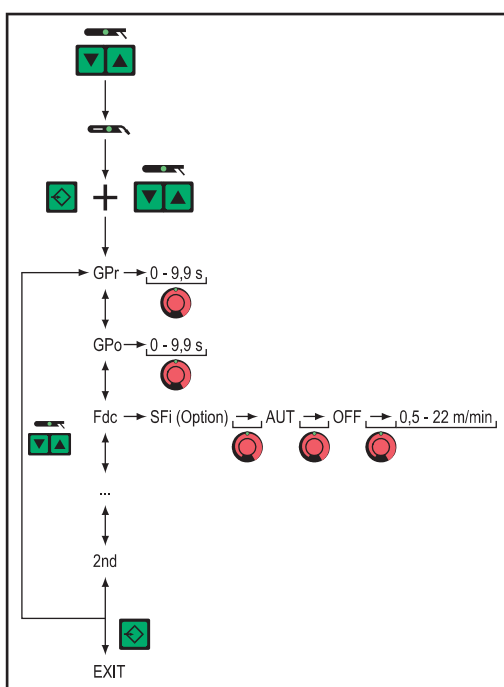 GPr 0 - 9,9 s
GPo 0 - 9,9 s
Fdc SFi (Option) AUT OFF 0,5 - 22 m/min
...
2nd
EXIT